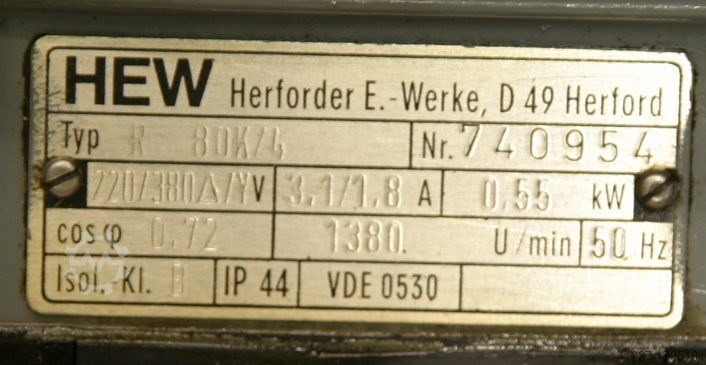 HEW Herforder E.-Werke, D 49 Herford
Typ R 80K/4 Nr. 740954
220/380 Δ/Y V 3,1/1,8 A 0,55 kW
cos φ 0,72 1380 U/min 50 Hz
Isol.-Kl. B IP 44 VDE 0530